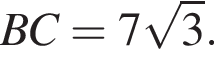 BC = 7√3.